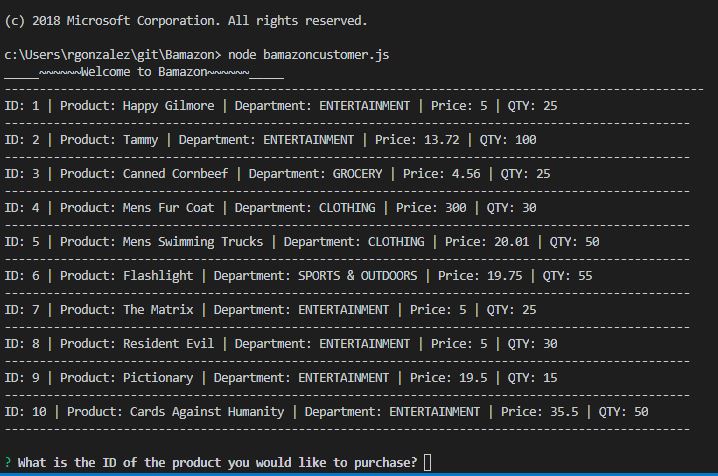 (c) 2018 Microsoft Corporation. All rights reserved.
c:\Users\rgonzalez\git\Bamazon> node bamazoncustomer.js
_____~~~~~~Welcome to Bamazon~~~~~~_____
----------------------------------------------------------------------------------------------------
ID: 1 | Product: Happy Gilmore | Department: ENTERTAINMENT | Price: 5 | QTY: 25
--------------------------------------------------------------------------------------------------
ID: 2 | Product: Tammy | Department: ENTERTAINMENT | Price: 13.72 | QTY: 100
--------------------------------------------------------------------------------------------------
ID: 3 | Product: Canned Cornbeef | Department: GROCERY | Price: 4.56 | QTY: 25
--------------------------------------------------------------------------------------------------
ID: 4 | Product: Mens Fur Coat | Department: CLOTHING | Price: 300 | QTY: 30
--------------------------------------------------------------------------------------------------
ID: 5 | Product: Mens Swimming Trucks | Department: CLOTHING | Price: 20.01 | QTY: 50
--------------------------------------------------------------------------------------------------
ID: 6 | Product: Flashlight | Department: SPORTS & OUTDOORS | Price: 19.75 | QTY: 55
--------------------------------------------------------------------------------------------------
ID: 7 | Product: The Matrix | Department: ENTERTAINMENT | Price: 5 | QTY: 25
--------------------------------------------------------------------------------------------------
ID: 8 | Product: Resident Evil | Department: ENTERTAINMENT | Price: 5 | QTY: 30
--------------------------------------------------------------------------------------------------
ID: 9 | Product: Pictionary | Department: ENTERTAINMENT | Price: 19.5 | QTY: 15
--------------------------------------------------------------------------------------------------
ID: 10 | Product: Cards Against Humanity | Department: ENTERTAINMENT | Price: 35.5 | QTY: 50
--------------------------------------------------------------------------------------------------
? What is the ID of the product you would like to purchase?